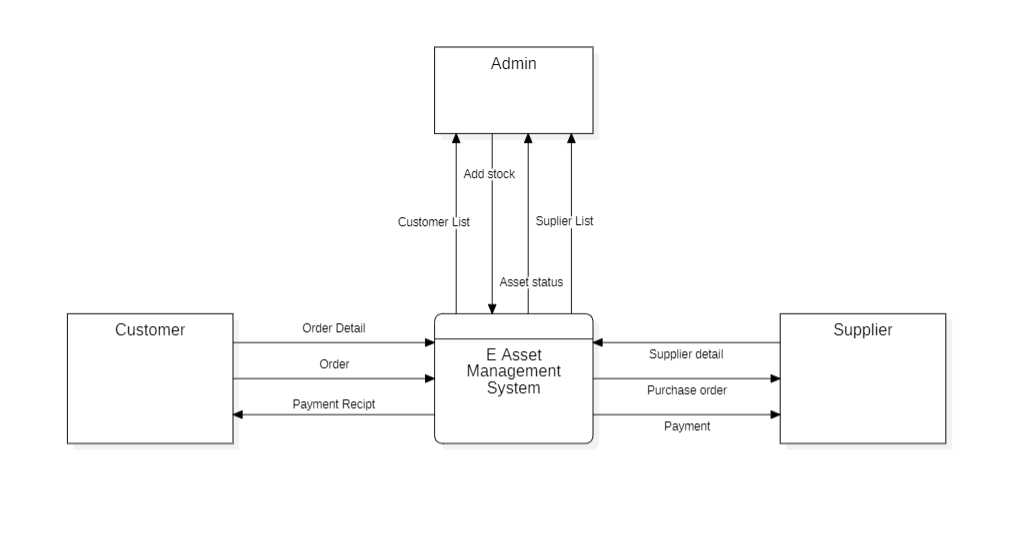 Admin
Add stock
Customer List
Suplier List
Asset status
Customer
Order Detail
Order
Payment Recipt
E Asset
Management
System
Supplier detail
Purchase order
Payment
Supplier